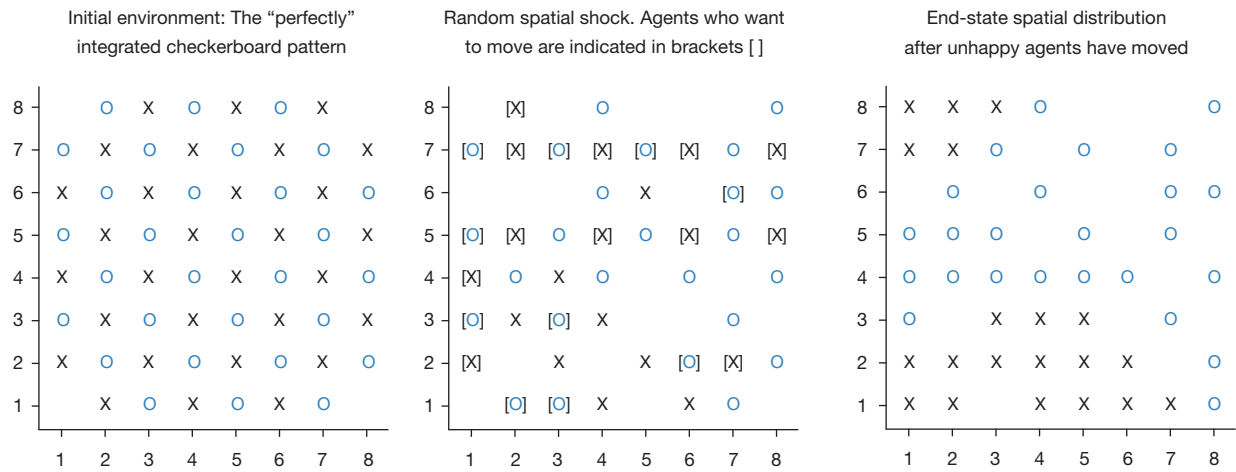 Initial environment: The “perfectly”
integrated checkerboard pattern
8 O X O X O X
7 O X O X O X O X
6 X O X O X O X O
5 O X O X O X O X
4 X O X O X O X O
3 O X O X O X O X
2 X O X O X O X O
1 X O X O X O
1 2 3 4 5 6 7 8
Random spatial shock. Agents who want
to move are indicated in brackets [ ]
8 [X] O O
7 [O] [X] [O] [X] [O] [X] O [X]
6 O X [O] O
5 [O] [X] O [X] O [X] O [X]
4 [X] O X O O O
3 [O] X [O] X O
2 [X] X X [O] [X] O
1 [O] [O] X X O
1 2 3 4 5 6 7 8
End-state spatial distribution
after unhappy agents have moved
8 X X X O O
7 X X O O O
6 O O O O
5 O O O O O
4 O O O O O O O
3 O X X X O
2 X X X X X X O
1 X X X X X X O
1 2 3 4 5 6 7 8